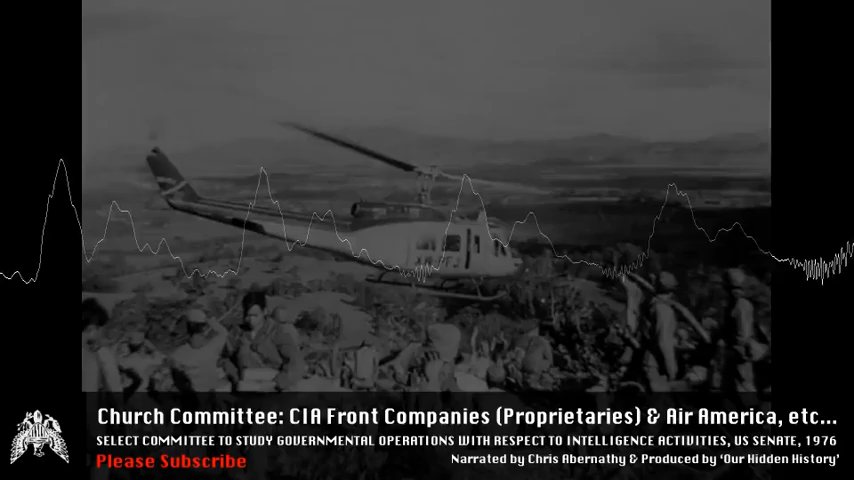 Church Committee: CIA Front Companies (Proprietaries) & Air America, etc...
SELECT COMMITTEE TO STUDY GOVERNMENTAL OPERATIONS WITH RESPECT TO INTELLIGENCE ACTIVITIES, US SENATE, 1976
Please Subscribe
Narrated by Chris Abernathy & Produced by ‘Our Hidden History’